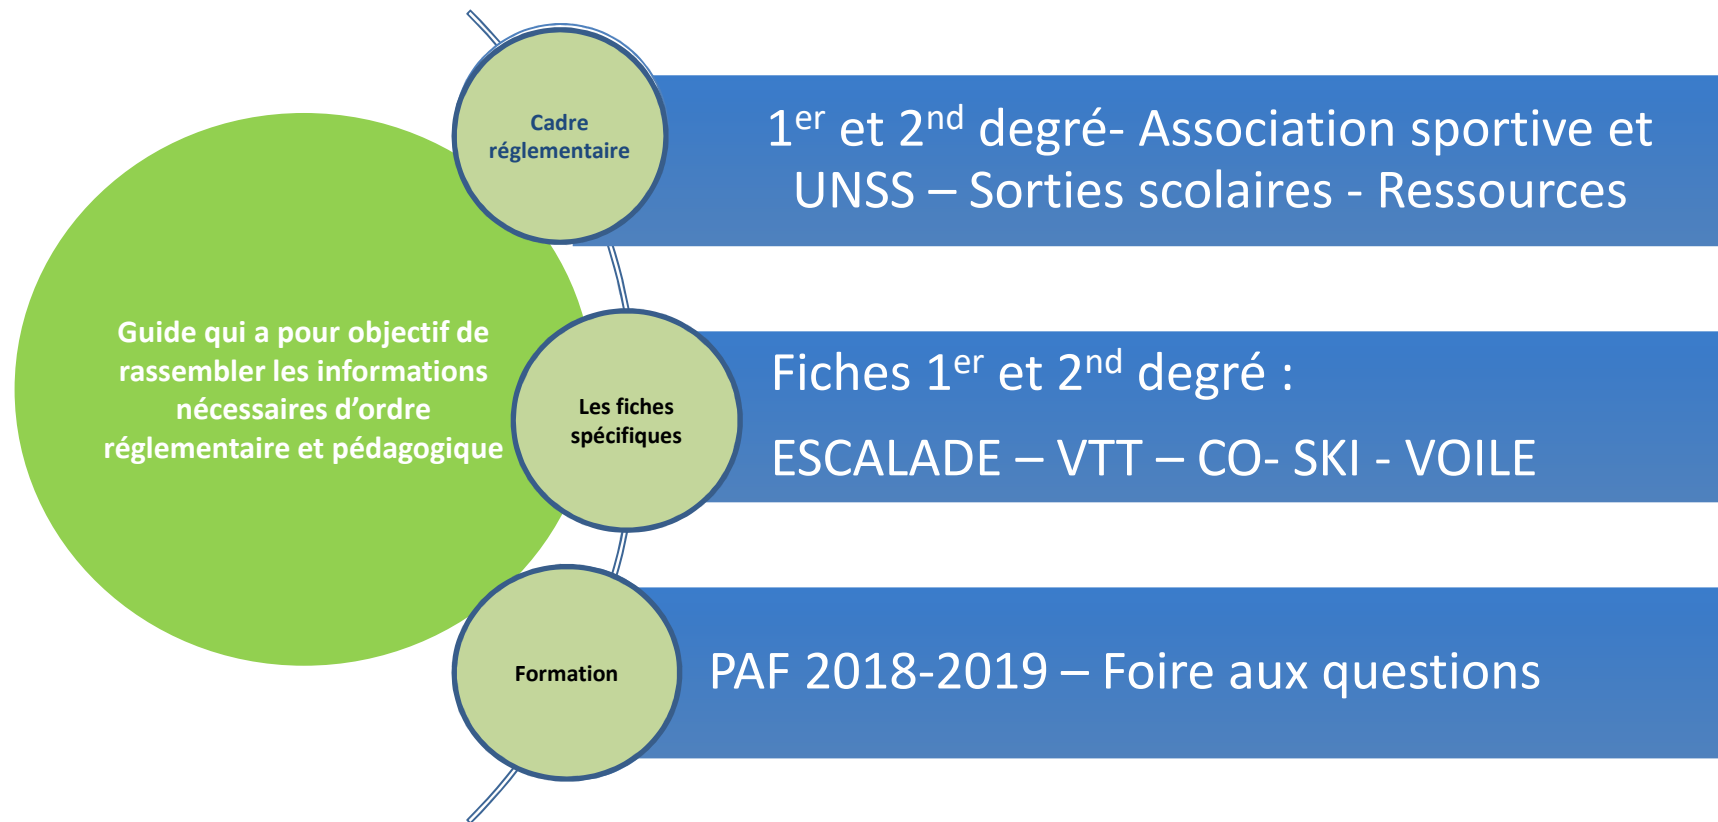 Cadre
réglementaire
1er et 2nd degré- Association sportive et
UNSS – Sorties scolaires - Ressources
Guide qui a pour objectif de
rassembler les informations
nécessaires d’ordre
réglementaire et pédagogique
Les fiches
spécifiques
Fiches 1er et 2nd degré :
ESCALADE – VTT – CO- SKI - VOILE
Formation
PAF 2018-2019 – Foire aux questions